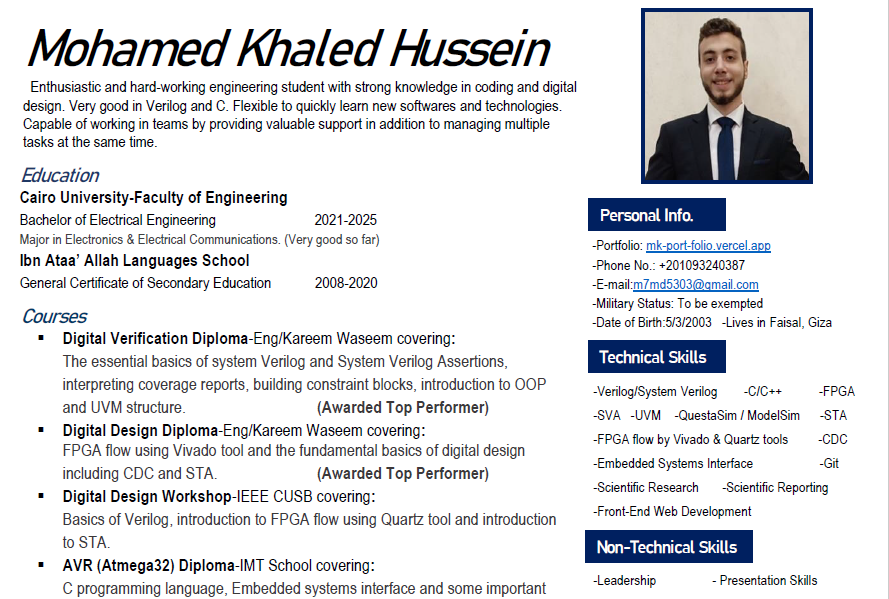 Mohamed Khaled Hussein
Enthusiastic and hard-working engineering student with strong knowledge in coding and digital
design. Very good in Verilog and C. Flexible to quickly learn new softwares and technologies.
Capable of working in teams by providing valuable support in addition to managing multiple
tasks at the same time.
Education
Cairo University-Faculty of Engineering
Bachelor of Electrical Engineering 2021-2025
Major in Electronics & Electrical Communications. (Very good so far)
Ibn Ataa’ Allah Languages School
General Certificate of Secondary Education 2008-2020
Courses
▪ Digital Verification Diploma-Eng/Kareem Waseem covering:
The essential basics of system Verilog and System Verilog Assertions,
interpreting coverage reports, building constraint blocks, introduction to OOP
and UVM structure. (Awarded Top Performer)
▪ Digital Design Diploma-Eng/Kareem Waseem covering:
FPGA flow using Vivado tool and the fundamental basics of digital design
including CDC and STA. (Awarded Top Performer)
▪ Digital Design Workshop-IEEE CUSB covering:
Basics of Verilog, introduction to FPGA flow using Quartz tool and introduction
to STA.
▪ AVR (Atmega32) Diploma-IMT School covering:
C programming language, Embedded systems interface and some important
Personal Info.
-Portfolio: mk-port-folio.vercel.app
-Phone No.: +201093240387
-E-mail:m7md5303@gmail.com
-Military Status: To be exempted
-Date of Birth:5/3/2003 -Lives in Faisal, Giza
Technical Skills
-Verilog/System Verilog -C/C++ -FPGA
-SVA -UVM -QuestaSim / ModelSim -STA
-FPGA flow by Vivado & Quartz tools -CDC
-Embedded Systems Interface -Git
-Scientific Research -Scientific Reporting
-Front-End Web Development
Non-Technical Skills
-Leadership - Presentation Skills